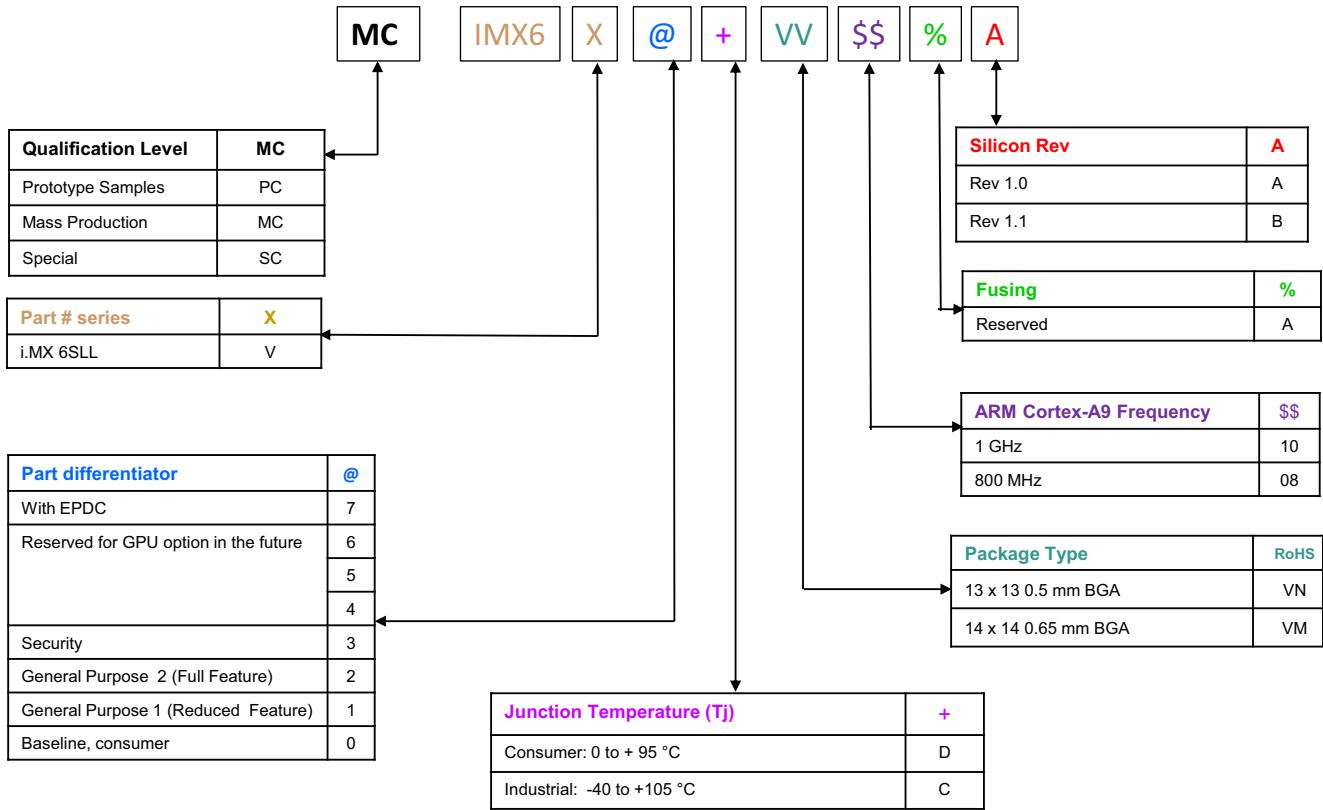 MC IMX6 X @ + VV $$ % A
Qualification Level MC
Prototype Samples PC
Mass Production MC
Special SC
Part # series X
i.MX 6SLL V
Part differentiator @
With EPDC 7
Reserved for GPU option in the future 6
5
4
Security 3
General Purpose 2 (Full Feature) 2
General Purpose 1 (Reduced Feature) 1
Baseline, consumer 0
Junction Temperature (Tj) +
Consumer: 0 to + 95 °C D
Industrial: -40 to +105 °C C
Silicon Rev A
Rev 1.0 A
Rev 1.1 B
Fusing %
Reserved A
ARM Cortex-A9 Frequency $$
1 GHz 10
800 MHz 08
Package Type RoHS
13 x 13 0.5 mm BGA VN
14 x 14 0.65 mm BGA VM